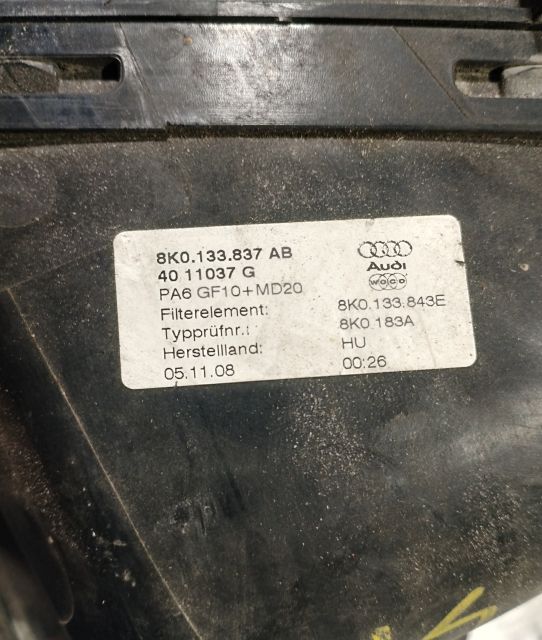 8K0.133.837 AB
40 11037 G
PA6 GF10+MD20
Audi
woco
Filterelement: 8K0.133.843E
Typprüfnr.: 8K0 183A
Herstellland: HU
05.11.08 00:26